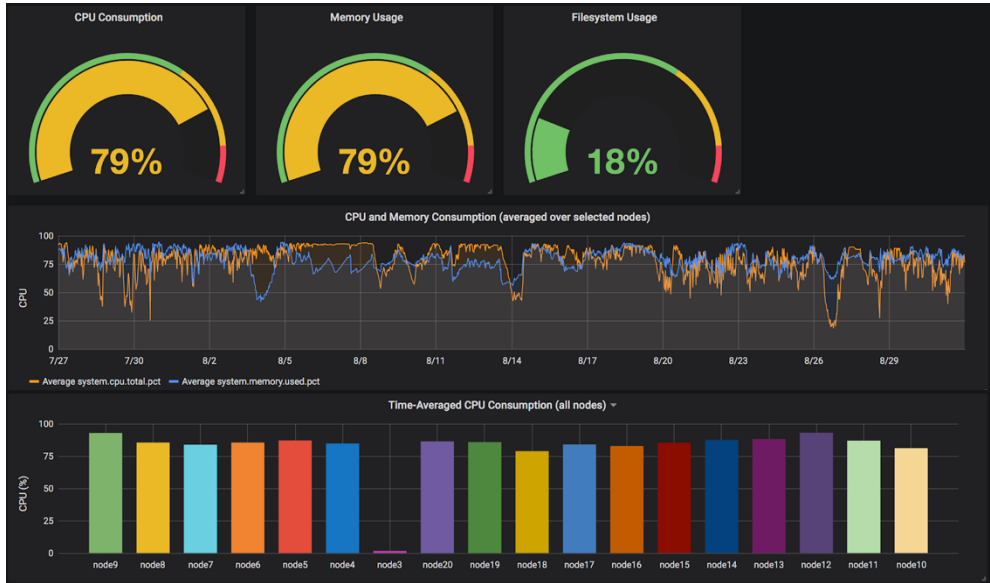 CPU Consumption
Memory Usage
Filesystem Usage
79%
79%
18%
CPU and Memory Consumption (averaged over selected nodes)
100
75
50
25
0
CPU
7/27 7/30 8/2 8/5 8/8 8/11 8/14 8/17 8/20 8/23 8/26 8/29
Average system.cpu.total.pct Average system.memory.used.pct
Time-Averaged CPU Consumption (all nodes)
100
75
50
25
0
CPU (%)
node9 node8 node7 node6 node5 node4 node3 node20 node19 node18 node17 node16 node15 node14 node13 node12 node11 node10